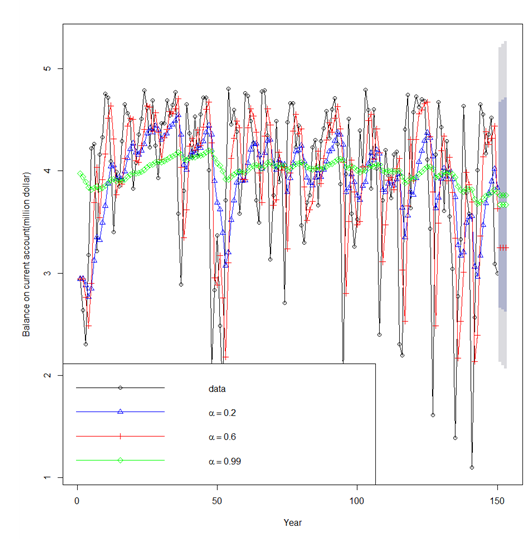 Balance on current account(million dollar)
5
4
3
2
1
data
α = 0.2
α = 0.6
α = 0.99
0 50 100 150
Year